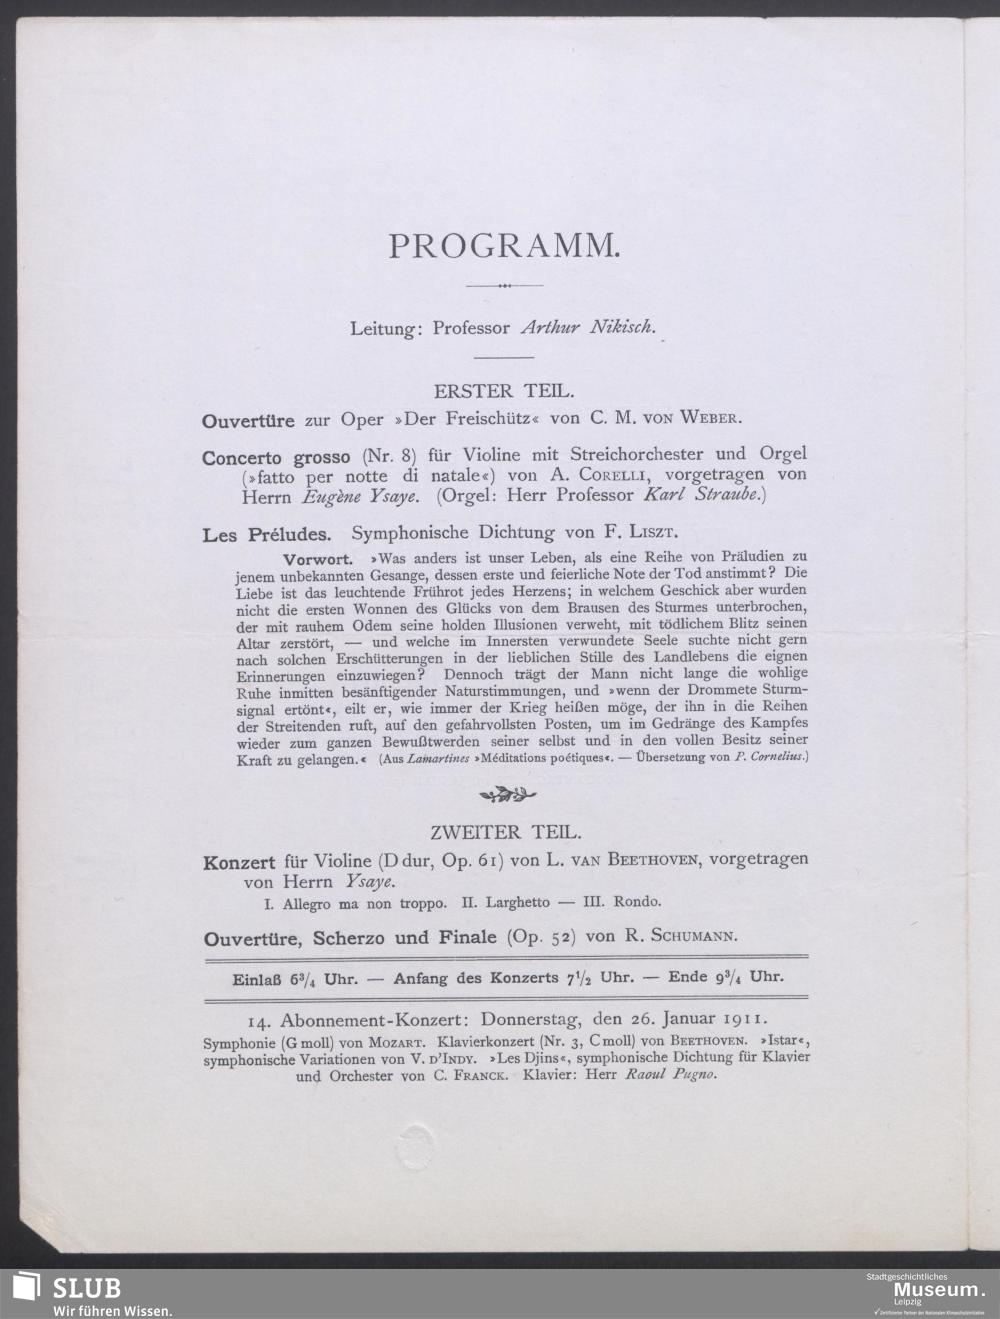 PROGRAMM.
Leitung: Professor Arthur Nikisch.
ERSTER TEIL.
Ouvertüre zur Oper »Der Freischütz« von C. M. von Weber.
Concerto grosso (Nr. 8) für Violine mit Streichorchester und Orgel
(»fatto per notte di natale«) von A. Corelli, vorgetragen von
Herrn Eugène Ysaye. (Orgel: Herr Professor Karl Straube.)
Les Préludes. Symphonische Dichtung von F. Liszt.
Vorwort. »Was anders ist unser Leben, als eine Reihe von Präludien zu
jenem unbekannten Gesange, dessen erste und feierliche Note der Tod anstimmt? Die
Liebe ist das leuchtende Frührot jedes Herzens; in welchem Geschick aber wurden
nicht die ersten Wonnen des Glücks von dem Brausen des Sturmes unterbrochen,
der mit rauhem Odem seine holden Illusionen verweht, mit tödlichem Blitz seinen
Altar zerstört, — und welche im Innersten verwundete Seele suchte nicht gern
nach solchen Erschütterungen in der lieblichen Stille des Landlebens die eignen
Erinnerungen einzuwiegen? Dennoch trägt der Mann nicht lange die wohlige
Ruhe inmitten besänftigender Naturstimmungen, und »wenn der Drommete Sturm-
signal ertönt«, eilt er, wie immer der Krieg heißen möge, der ihn in die Reihen
der Streitenden ruft, auf den gefahrvollsten Posten, um im Gedränge des Kampfes
wieder zum ganzen Bewußtwerden seiner selbst und in den vollen Besitz seiner
Kraft zu gelangen.« (Aus Lamartines »Méditations poétiques«. — Übersetzung von P. Cornelius.)
ZWEITER TEIL.
Konzert für Violine (D dur, Op. 61) von L. van Beethoven, vorgetragen
von Herrn Ysaye.
I. Allegro ma non troppo. II. Larghetto — III. Rondo.
Ouvertüre, Scherzo und Finale (Op. 52) von R. Schumann.
Einlaß 6¾ Uhr. — Anfang des Konzerts 7½ Uhr. — Ende 9¾ Uhr.
14. Abonnement-Konzert: Donnerstag, den 26. Januar 1911.
Symphonie (G moll) von Mozart. Klavierkonzert (Nr. 3, C moll) von Beethoven. »Istar«,
symphonische Variationen von V. d'Indy. »Les Djins«, symphonische Dichtung für Klavier
und Orchester von C. Franck. Klavier: Herr Raoul Pugno.
SLUB
Wir führen Wissen.
Stadtgeschichtliches
Museum.
Leipzig
Zertifizierter Partner der Nationalen Klimaschutzinitiative